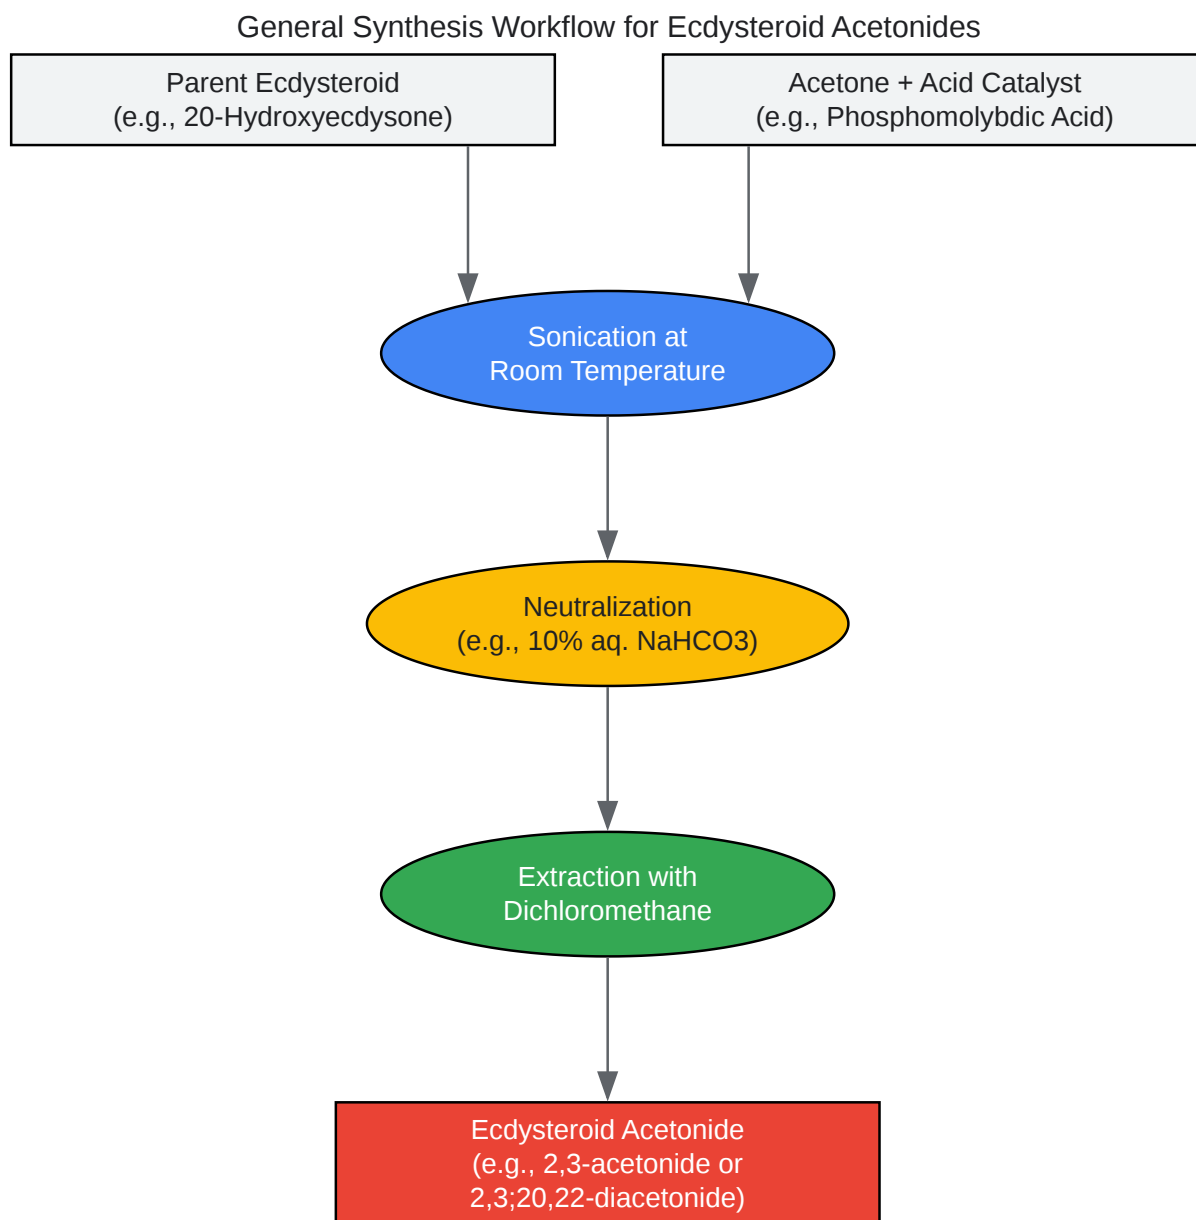 General Synthesis Workflow for Ecdysteroid Acetonides
Parent Ecdysteroid
(e.g., 20-Hydroxyecdysone)
Acetone + Acid Catalyst
(e.g., Phosphomolybdic Acid)
Sonication at
Room Temperature
Neutralization
(e.g., 10% aq. NaHCO3)
Extraction with
Dichloromethane
Ecdysteroid Acetonide
(e.g., 2,3-acetonide or
2,3;20,22-diacetonide)